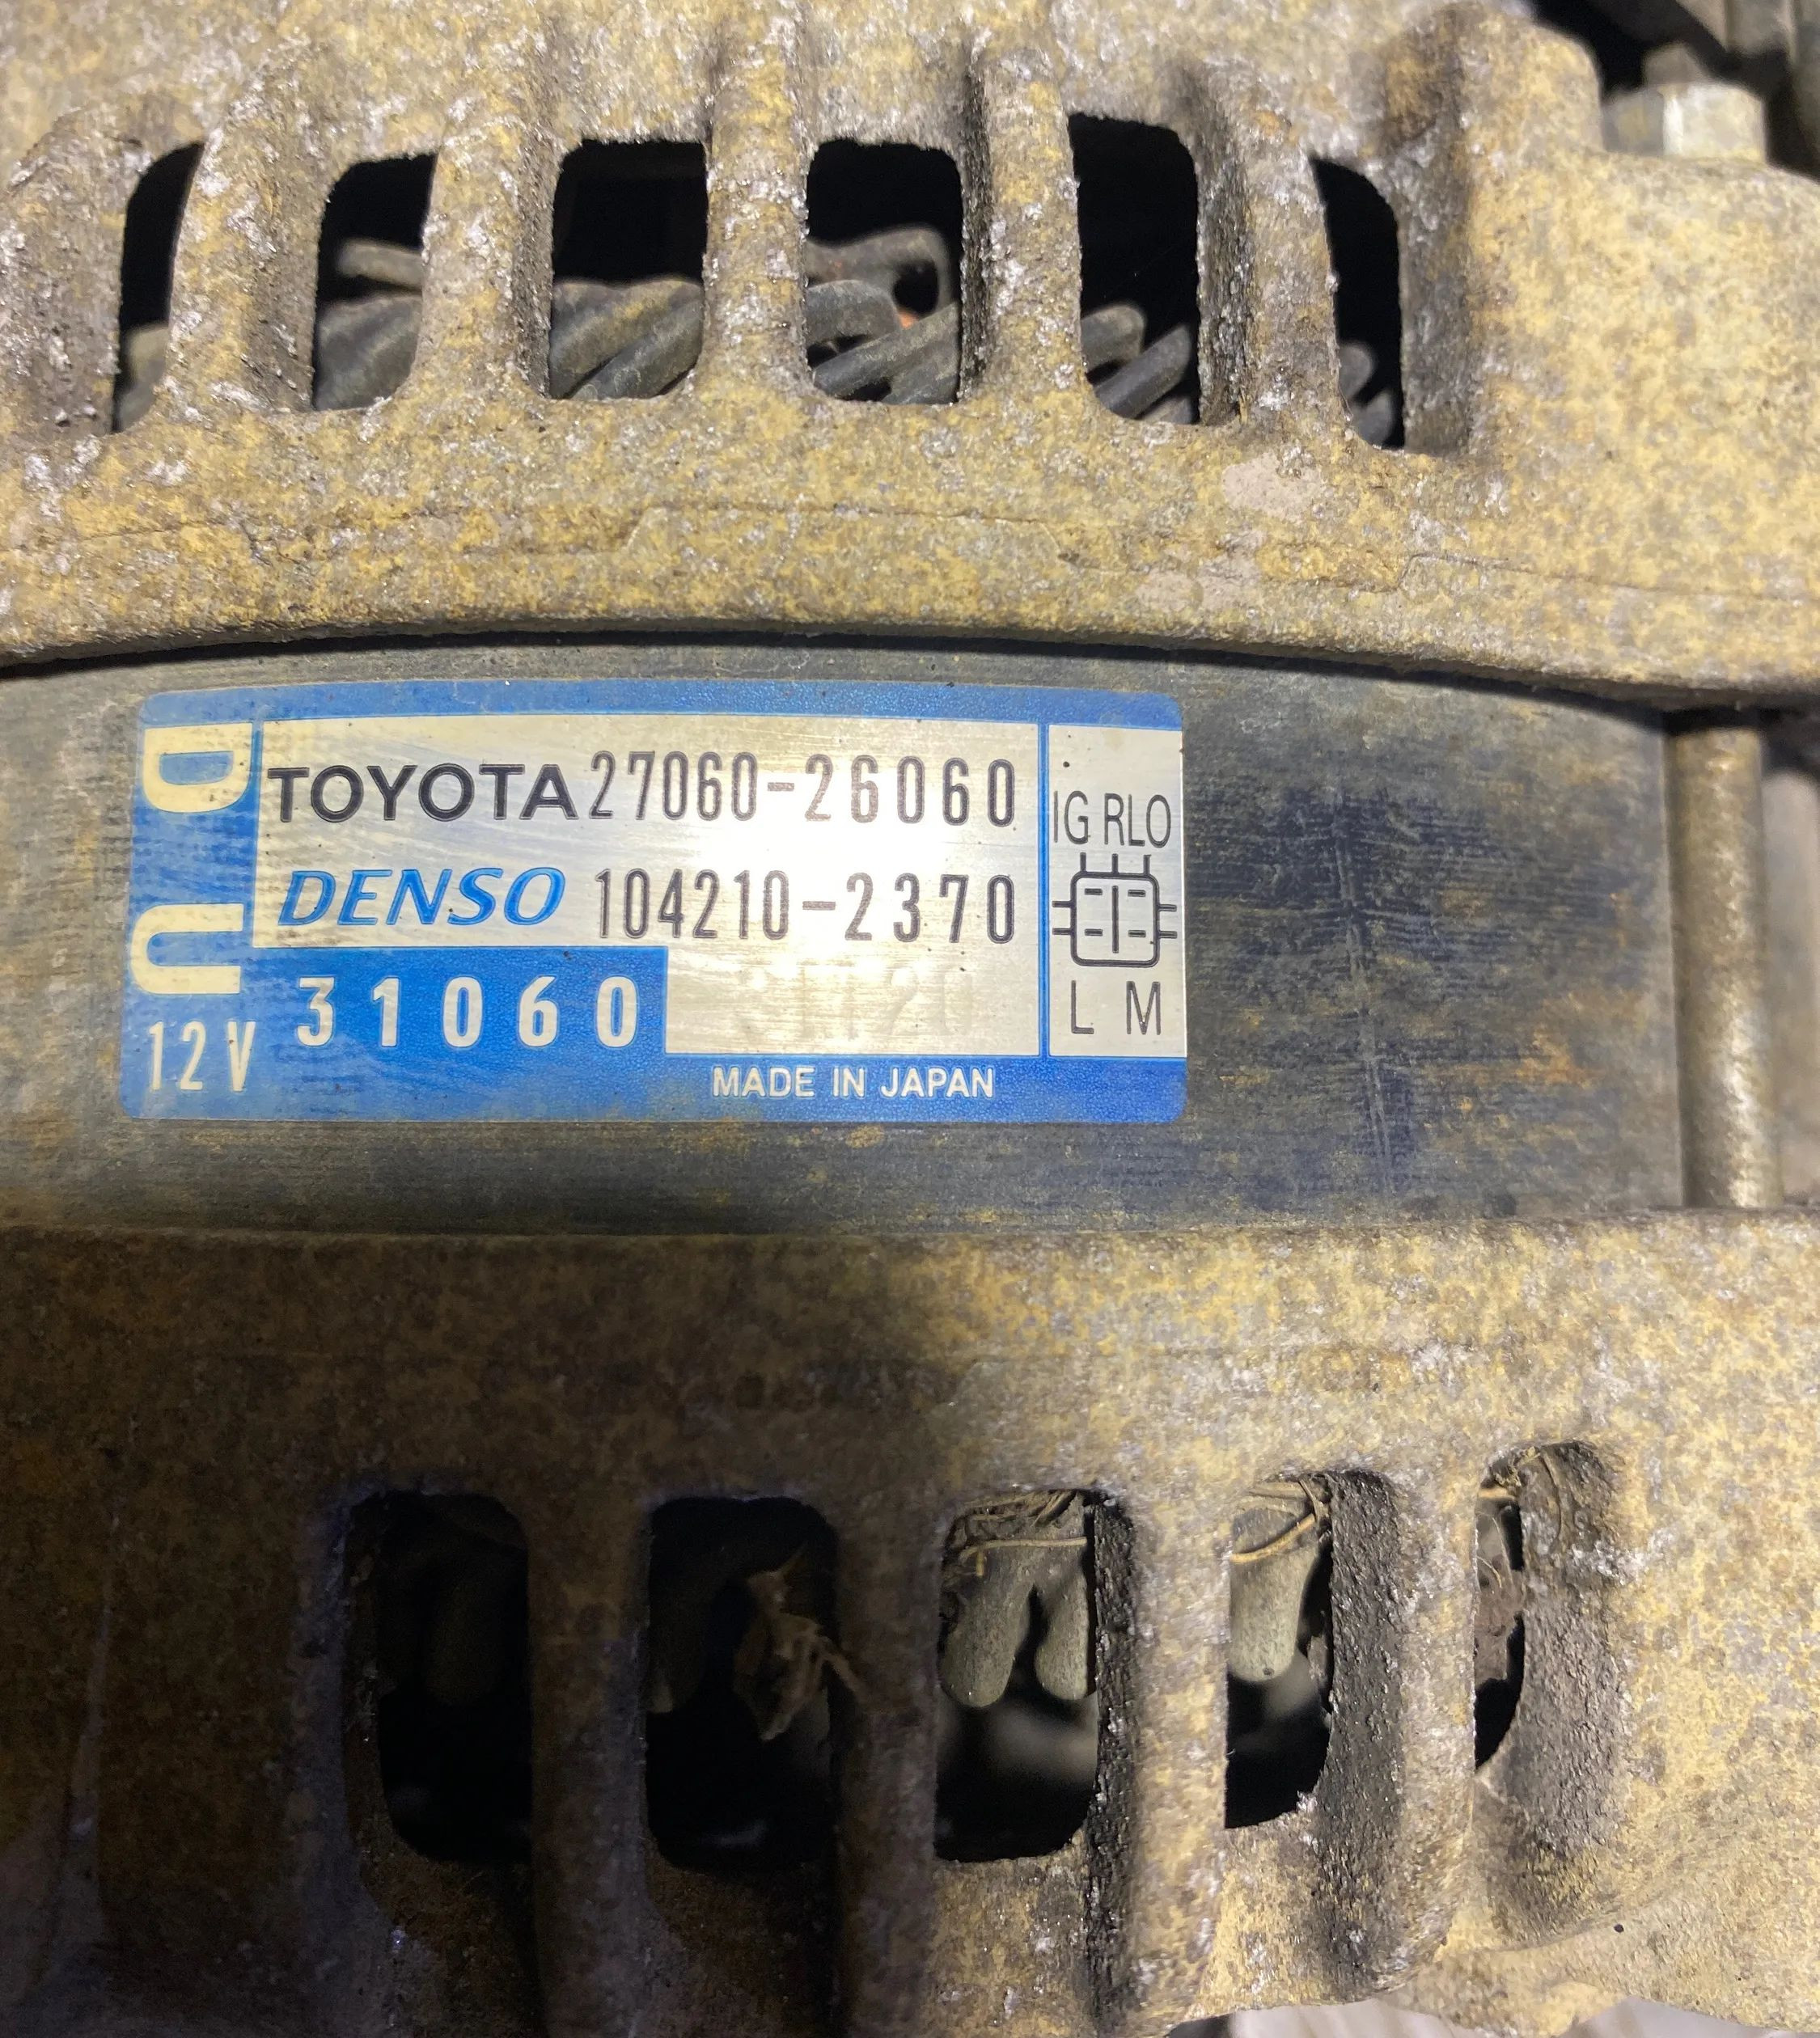 DU
TOYOTA 27060-26060
DENSO 104210-2370
12V 31060
MADE IN JAPAN
IG RLO
L M